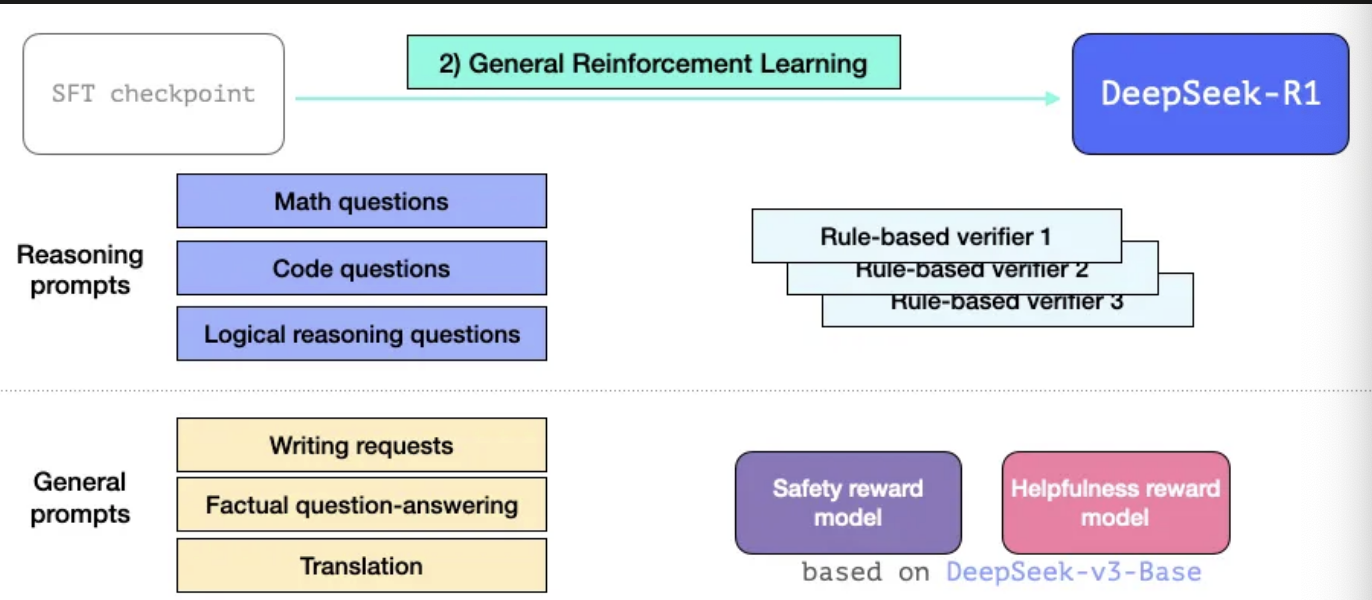 2) General Reinforcement Learning
SFT checkpoint
DeepSeek-R1
Math questions
Reasoning
prompts
Code questions
Logical reasoning questions
Rule-based verifier 1
Rule-based verifier 2
Rule-based verifier 3
General
prompts
Writing requests
Factual question-answering
Translation
Safety reward
model
Helpfulness reward
model
based on DeepSeek-v3-Base